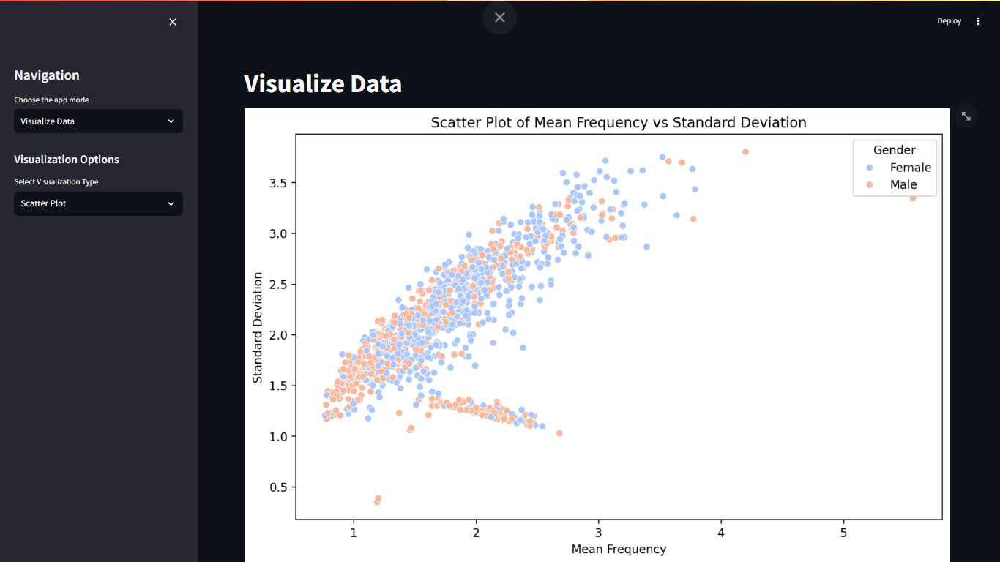 Deploy
Navigation
Choose the app mode
Visualize Data
Visualization Options
Select Visualization Type
Scatter Plot
Visualize Data
Scatter Plot of Mean Frequency vs Standard Deviation
Gender
Female
Male
Standard Deviation
3.5
3.0
2.5
2.0
1.5
1.0
0.5
1 2 3 4 5
Mean Frequency